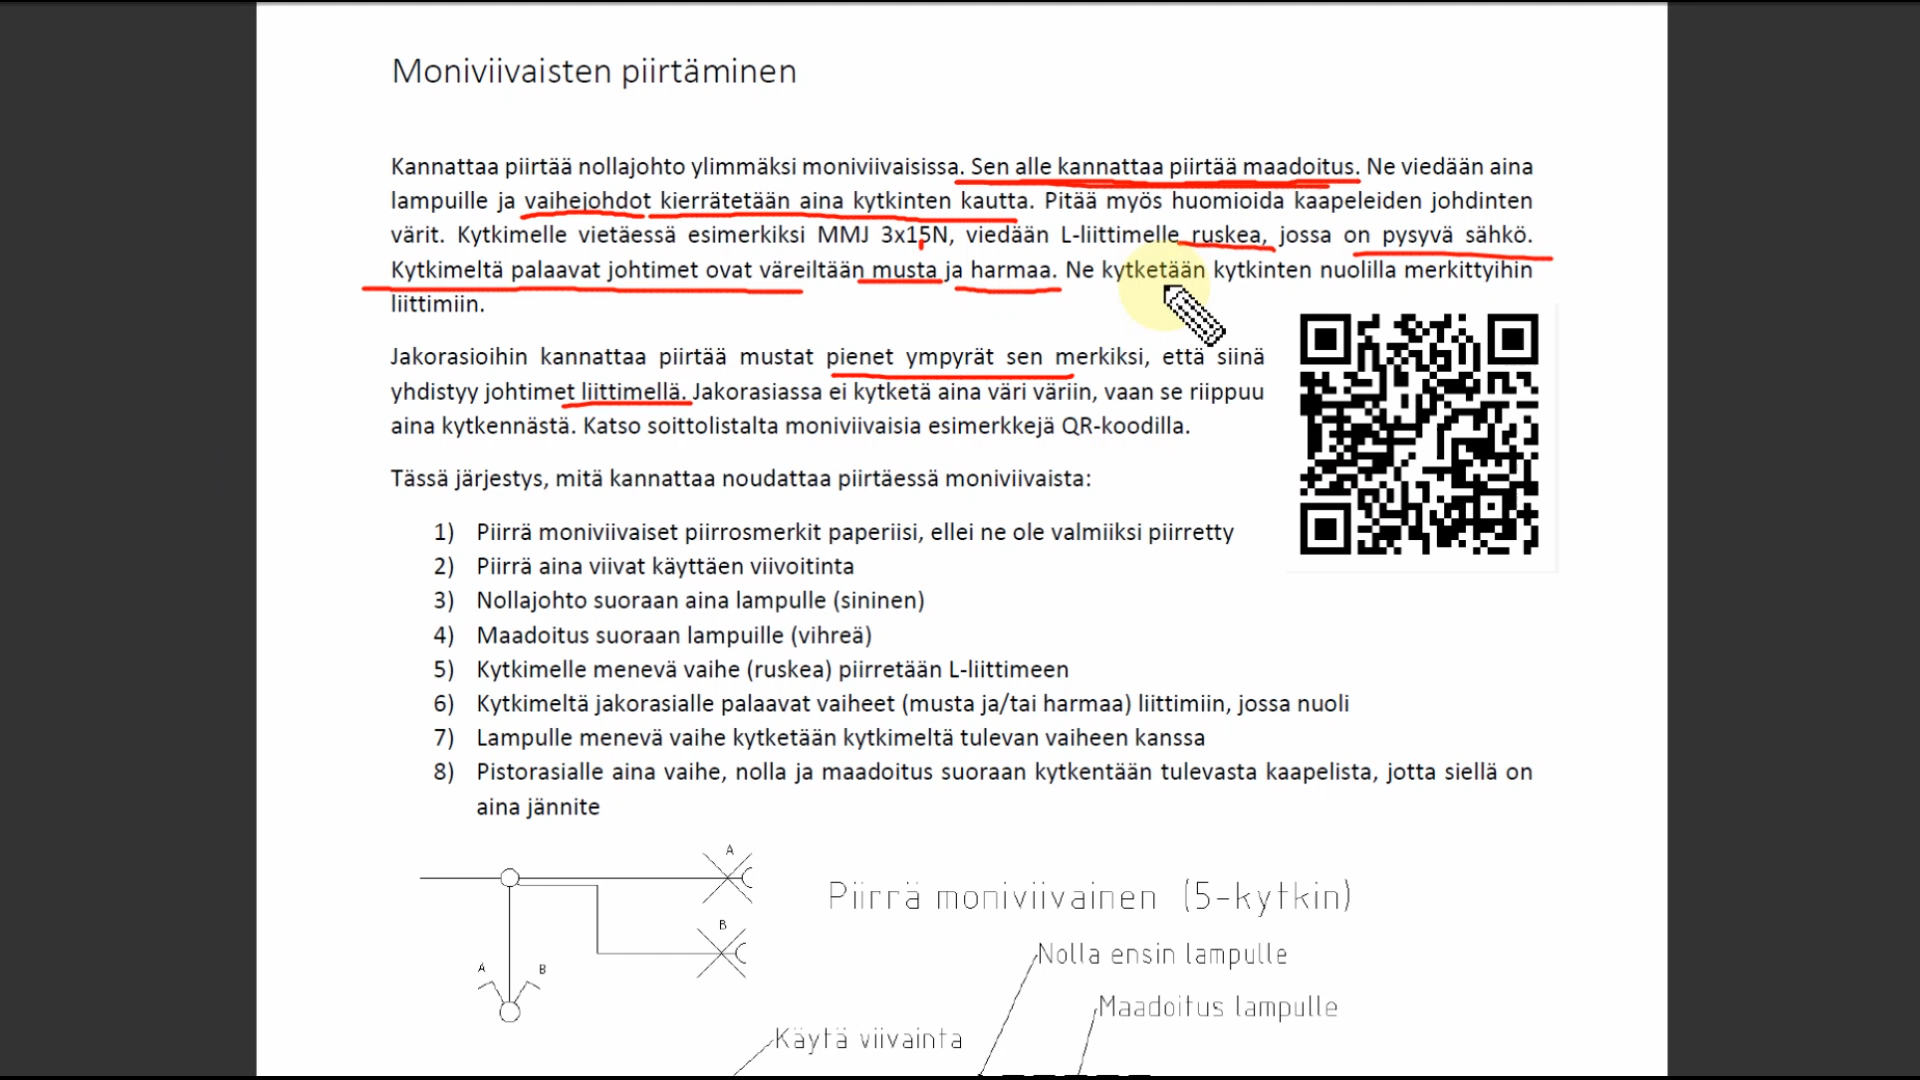 Moniviivaisten piirtäminen
Kannattaa piirtää nollajohto ylimmäksi moniviivaisissa. Sen alle kannattaa piirtää maadoitus. Ne viedään aina
lampuille ja vaihejohdot kierrätetään aina kytkinten kautta. Pitää myös huomioida kaapeleiden johdinten
värit. Kytkimelle vietäessä esimerkiksi MMJ 3x15N, viedään L-liittimelle ruskea, jossa on pysyvä sähkö.
Kytkimeltä palaavat johtimet ovat väreiltään musta ja harmaa. Ne kytketään kytkinten nuolilla merkittyihin
liittimiin.
Jakorasioihin kannattaa piirtää mustat pienet ympyrät sen merkiksi, että siinä
yhdistyy johtimet liittimellä. Jakorasiassa ei kytketä aina väri väriin, vaan se riippuu
aina kytkennästä. Katso soittolistalta moniviivaisia esimerkkejä QR-koodilla.
Tässä järjestys, mitä kannattaa noudattaa piirtäessä moniviivaista:
1) Piirrä moniviivaiset piirrosmerkit paperiisi, ellei ne ole valmiiksi piirretty
2) Piirrä aina viivat käyttäen viivoitinta
3) Nollajohto suoraan aina lampulle (sininen)
4) Maadoitus suoraan lampuille (vihreä)
5) Kytkimelle menevä vaihe (ruskea) piirretään L-liittimeen
6) Kytkimeltä jakorasialle palaavat vaiheet (musta ja/tai harmaa) liittimiin, jossa nuoli
7) Lampulle menevä vaihe kytketään kytkimeltä tulevan vaiheen kanssa
8) Pistorasialle aina vaihe, nolla ja maadoitus suoraan kytkentään tulevasta kaapelista, jotta siellä on
aina jännite
A
Piirrä moniviivainen (5-kytkin)
B
Nolla ensin lampulle
A B
Maadoitus lampulle
Käytä viivainta